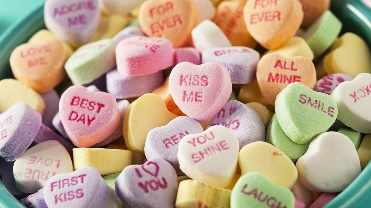 ADORE
ME
FOR
EVER
FOR
EVER
LOVE
ME
KISS
ME
ALL
MINE
BEST
DAY
SMILE
YOU
SHINE
TRUE
LOVE
FIRST
KISS
I ♥ YOU
LAUGH